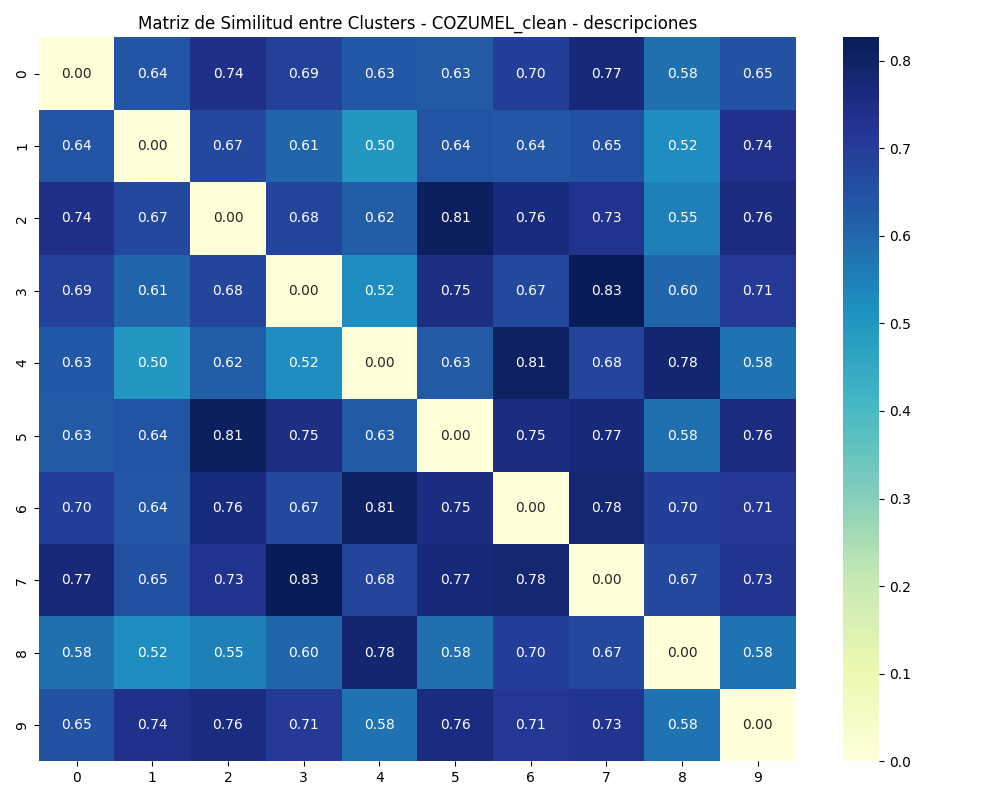 Matriz de Similitud entre Clusters - COZUMEL_clean - descripciones
0 0.00 0.64 0.74 0.69 0.63 0.63 0.70 0.77 0.58 0.65
1 0.64 0.00 0.67 0.61 0.50 0.64 0.64 0.65 0.52 0.74
2 0.74 0.67 0.00 0.68 0.62 0.81 0.76 0.73 0.55 0.76
3 0.69 0.61 0.68 0.00 0.52 0.75 0.67 0.83 0.60 0.71
4 0.63 0.50 0.62 0.52 0.00 0.63 0.81 0.68 0.78 0.58
5 0.63 0.64 0.81 0.75 0.63 0.00 0.75 0.77 0.58 0.76
6 0.70 0.64 0.76 0.67 0.81 0.75 0.00 0.78 0.70 0.71
7 0.77 0.65 0.73 0.83 0.68 0.77 0.78 0.00 0.67 0.73
8 0.58 0.52 0.55 0.60 0.78 0.58 0.70 0.67 0.00 0.58
9 0.65 0.74 0.76 0.71 0.58 0.76 0.71 0.73 0.58 0.00
0 1 2 3 4 5 6 7 8 9
0.8
0.7
0.6
0.5
0.4
0.3
0.2
0.1
0.0